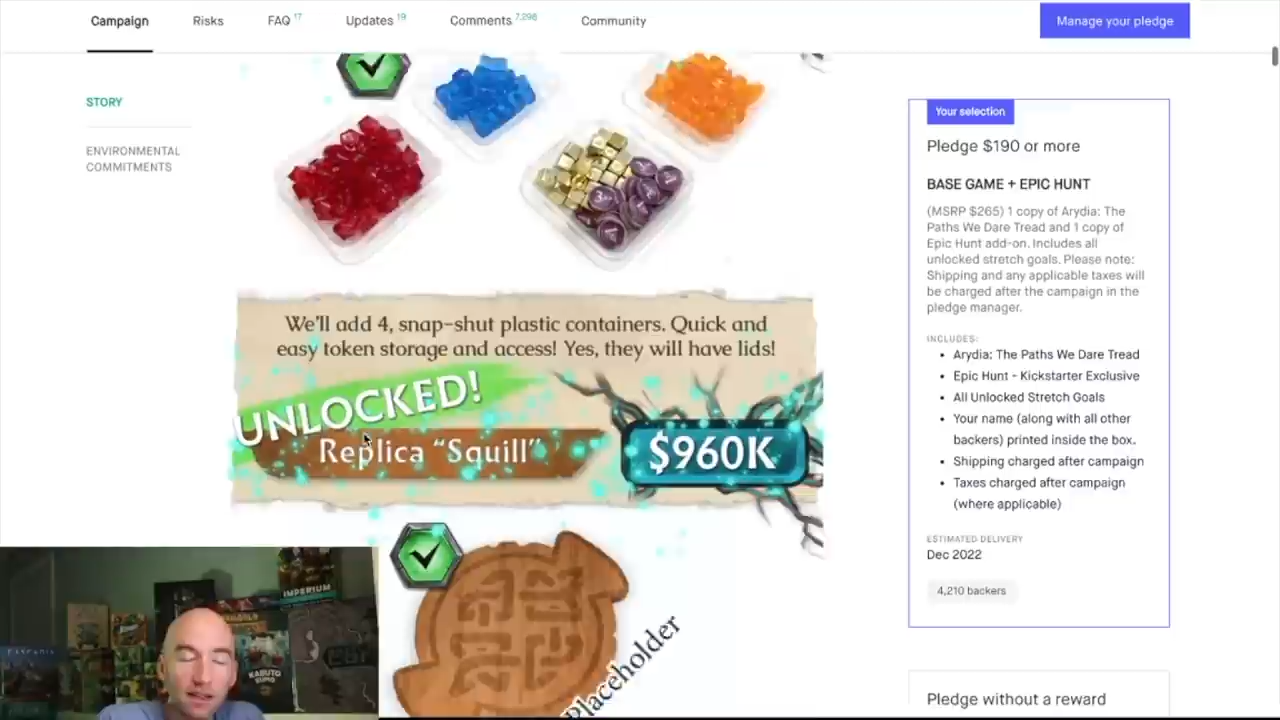 Campaign
Risks
FAQ 17
Updates 19
Comments 7,296
Community
Manage your pledge
STORY
ENVIRONMENTAL
COMMITMENTS
We'll add 4, snap-shut plastic containers. Quick and
easy token storage and access! Yes, they will have lids!
UNLOCKED!
Replica "Squill"
$960K
Placeholder
Your selection
Pledge $190 or more
BASE GAME + EPIC HUNT
(MSRP $265) 1 copy of Arydia: The
Paths We Dare Tread and 1 copy of
Epic Hunt add-on. Includes all
unlocked stretch goals. Please note:
Shipping and any applicable taxes will
be charged after the campaign in the
pledge manager.
INCLUDES:
• Arydia: The Paths We Dare Tread
• Epic Hunt - Kickstarter Exclusive
• All Unlocked Stretch Goals
• Your name (along with all other
backers) printed inside the box.
• Shipping charged after campaign
• Taxes charged after campaign
(where applicable)
ESTIMATED DELIVERY
Dec 2022
4,210 backers
Pledge without a reward
IMPERIUM
KABUTO
SUMO